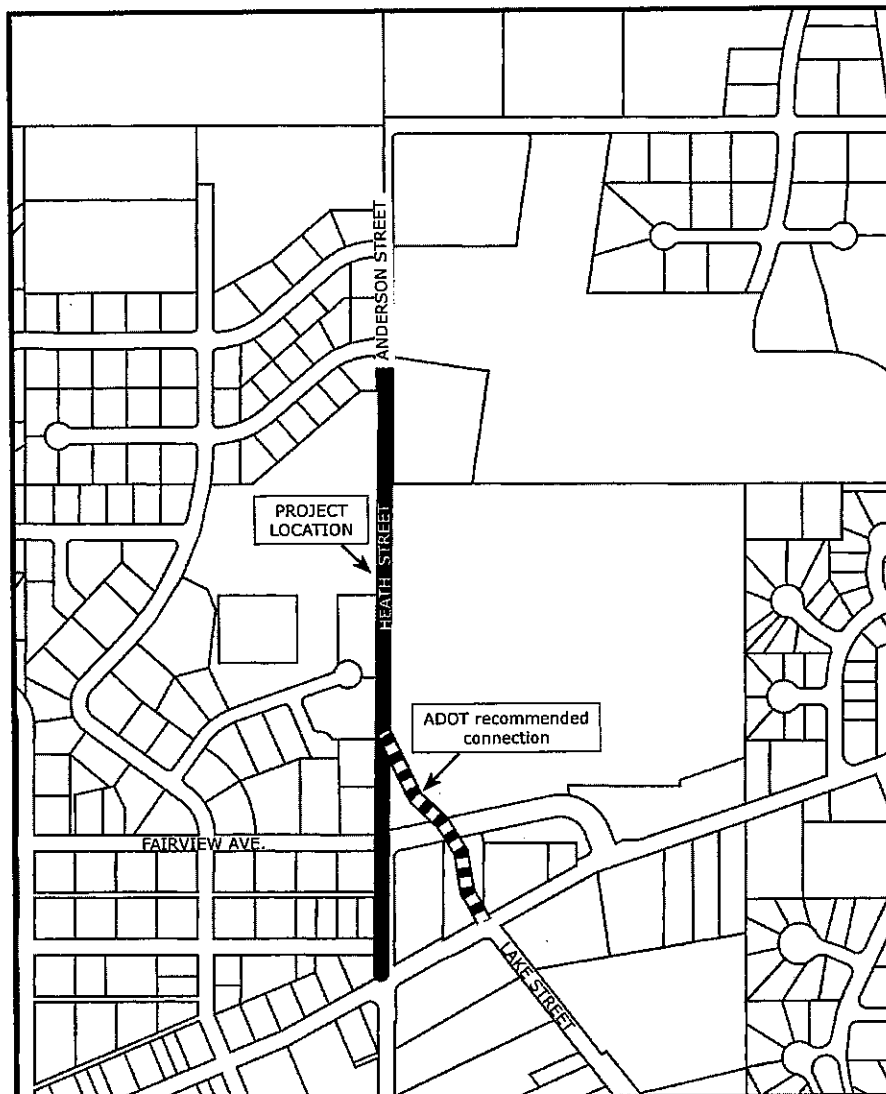 ANDERSON STREET
PROJECT
LOCATION
HEATH STREET
ADOT recommended
connection
FAIRVIEW AVE.
LAKE STREET